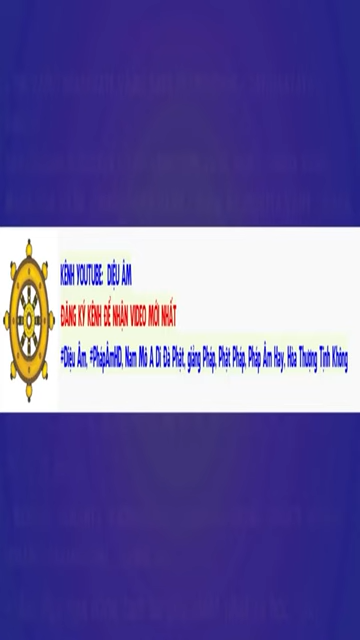 KÊNH YOUTUBE: DIỆU ÂM
ĐĂNG KÝ KÊNH ĐỂ NHẬN VIDEO MỚI NHẤT
#Diệu Âm, #PhápÂmHD, Nam Mô A Di Đà Phật, giảng Pháp, Phật Pháp, Pháp Âm Hay, Hòa Thượng Tịnh Không